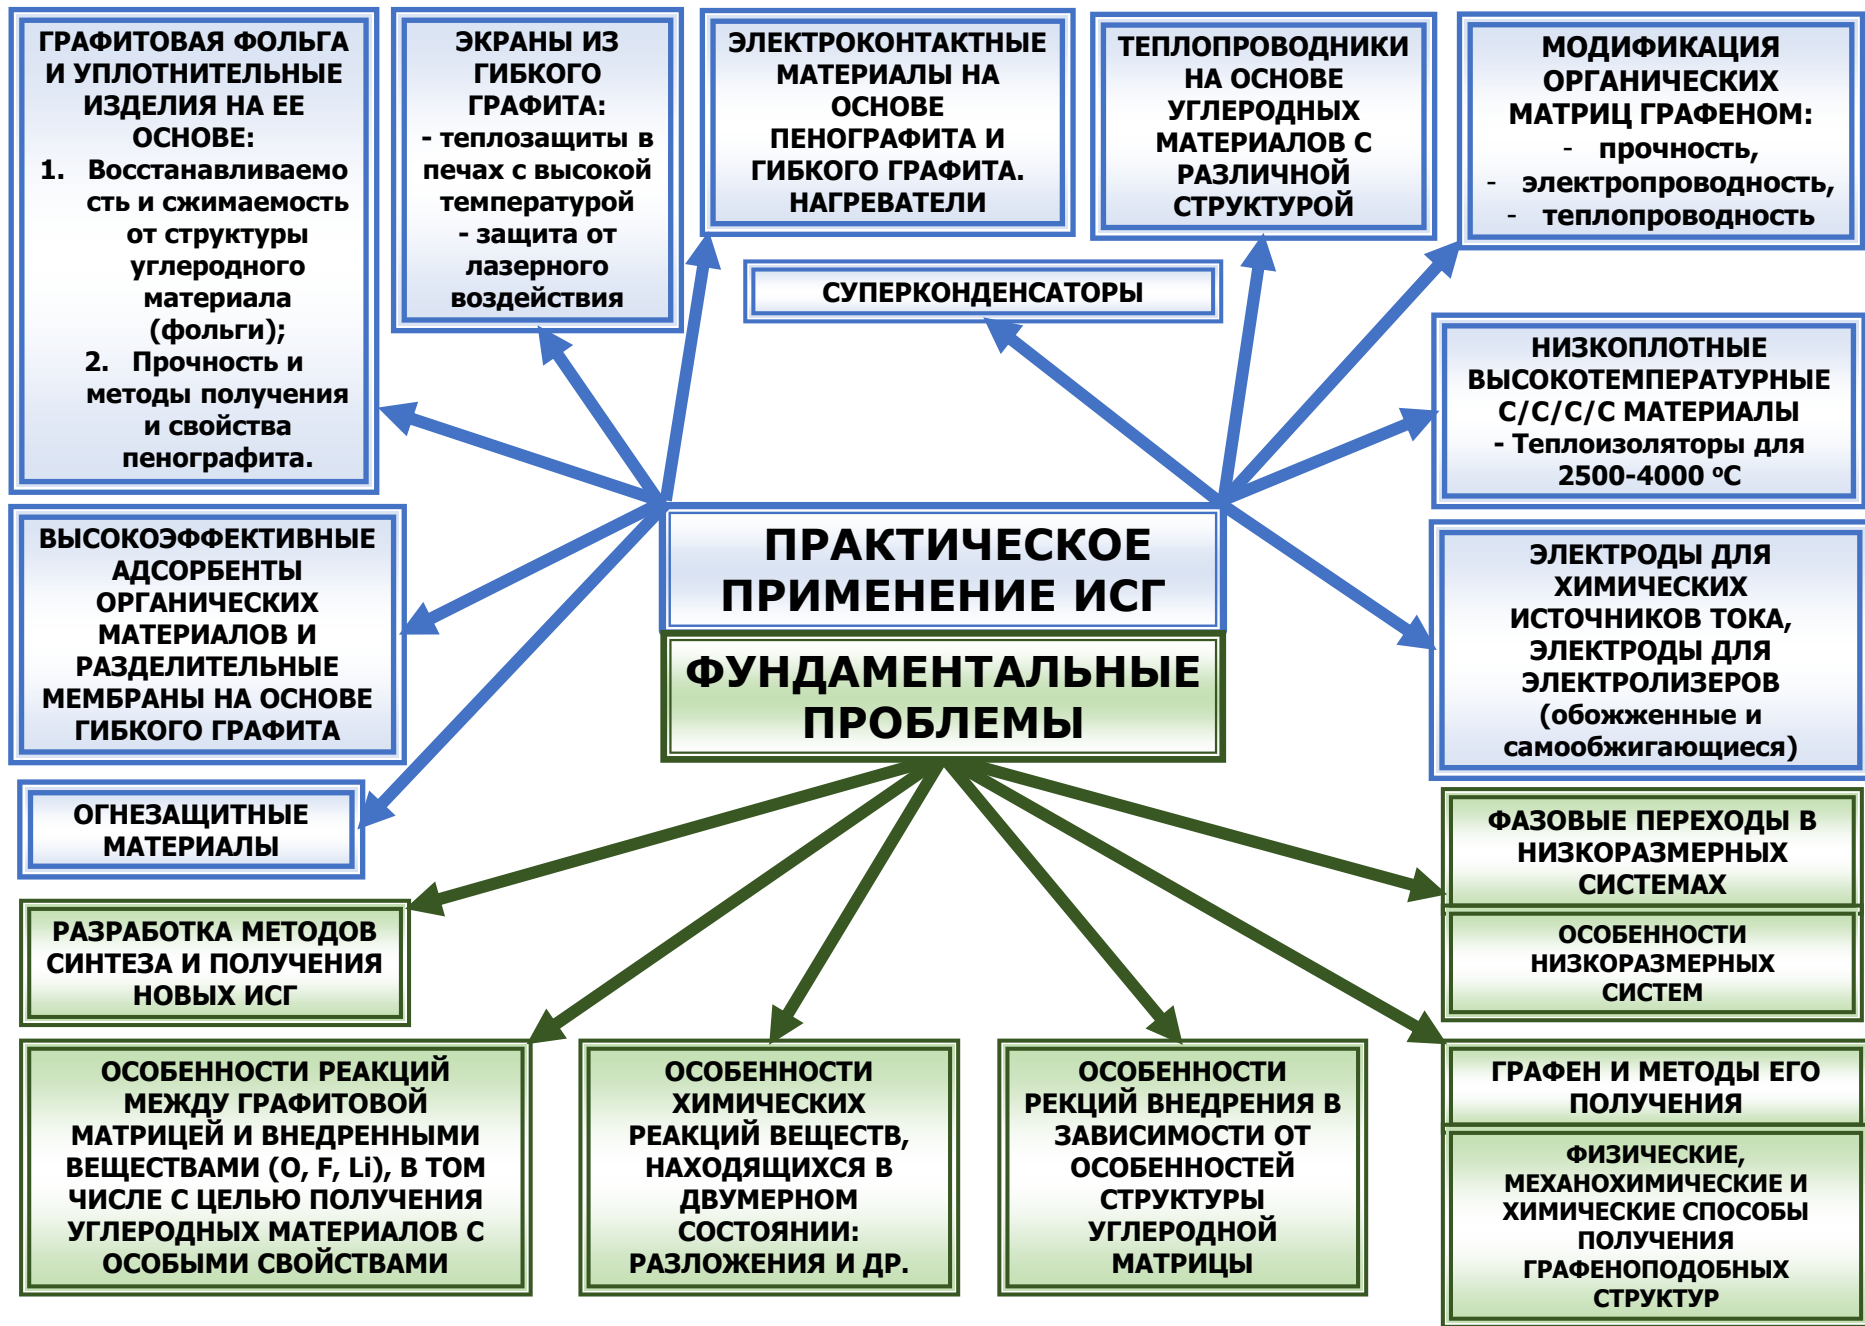 ГРАФИТОВАЯ ФОЛЬГА
И УПЛОТНИТЕЛЬНЫЕ
ИЗДЕЛИЯ НА ЕЕ
ОСНОВЕ:
1. Восстанавливаемо
сть и сжимаемость
от структуры
углеродного
материала
(фольги);
2. Прочность и
методы получения
и свойства
пенографита.
ЭКРАНЫ ИЗ
ГИБКОГО
ГРАФИТА:
- теплозащиты в
печах с высокой
температурой
- защита от
лазерного
воздействия
ЭЛЕКТРОКОНТАКТНЫЕ
МАТЕРИАЛЫ НА
ОСНОВЕ
ПЕНОГРАФИТА И
ГИБКОГО ГРАФИТА.
НАГРЕВАТЕЛИ
ТЕПЛОПРОВОДНИКИ
НА ОСНОВЕ
УГЛЕРОДНЫХ
МАТЕРИАЛОВ С
РАЗЛИЧНОЙ
СТРУКТУРОЙ
МОДИФИКАЦИЯ
ОРГАНИЧЕСКИХ
МАТРИЦ ГРАФЕНОМ:
- прочность,
- электропроводность,
- теплопроводность
СУПЕРКОНДЕНСАТОРЫ
НИЗКОПЛОТНЫЕ
ВЫСОКОТЕМПЕРАТУРНЫЕ
С/С/С/С МАТЕРИАЛЫ
- Теплоизоляторы для
2500-4000 ºС
ПРАКТИЧЕСКОЕ
ПРИМЕНЕНИЕ ИСГ
ФУНДАМЕНТАЛЬНЫЕ
ПРОБЛЕМЫ
ВЫСОКОЭФФЕКТИВНЫЕ
АДСОРБЕНТЫ
ОРГАНИЧЕСКИХ
МАТЕРИАЛОВ И
РАЗДЕЛИТЕЛЬНЫЕ
МЕМБРАНЫ НА ОСНОВЕ
ГИБКОГО ГРАФИТА
ЭЛЕКТРОДЫ ДЛЯ
ХИМИЧЕСКИХ
ИСТОЧНИКОВ ТОКА,
ЭЛЕКТРОДЫ ДЛЯ
ЭЛЕКТРОЛИЗЕРОВ
(обожженные и
самообжигающиеся)
ОГНЕЗАЩИТНЫЕ
МАТЕРИАЛЫ
ФАЗОВЫЕ ПЕРЕХОДЫ В
НИЗКОРАЗМЕРНЫХ
СИСТЕМАХ
ОСОБЕННОСТИ
НИЗКОРАЗМЕРНЫХ
СИСТЕМ
РАЗРАБОТКА МЕТОДОВ
СИНТЕЗА И ПОЛУЧЕНИЯ
НОВЫХ ИСГ
ОСОБЕННОСТИ РЕАКЦИЙ
МЕЖДУ ГРАФИТОВОЙ
МАТРИЦЕЙ И ВНЕДРЕННЫМИ
ВЕЩЕСТВАМИ (O, F, Li), В ТОМ
ЧИСЛЕ С ЦЕЛЬЮ ПОЛУЧЕНИЯ
УГЛЕРОДНЫХ МАТЕРИАЛОВ С
ОСОБЫМИ СВОЙСТВАМИ
ОСОБЕННОСТИ
ХИМИЧЕСКИХ
РЕАКЦИЙ ВЕЩЕСТВ,
НАХОДЯЩИХСЯ В
ДВУМЕРНОМ
СОСТОЯНИИ:
РАЗЛОЖЕНИЯ И ДР.
ОСОБЕННОСТИ
РЕКЦИЙ ВНЕДРЕНИЯ В
ЗАВИСИМОСТИ ОТ
ОСОБЕННОСТЕЙ
СТРУКТУРЫ
УГЛЕРОДНОЙ
МАТРИЦЫ
ГРАФЕН И МЕТОДЫ ЕГО
ПОЛУЧЕНИЯ
ФИЗИЧЕСКИЕ,
МЕХАНОХИМИЧЕСКИЕ И
ХИМИЧЕСКИЕ СПОСОБЫ
ПОЛУЧЕНИЯ
ГРАФЕНОПОДОБНЫХ
СТРУКТУР